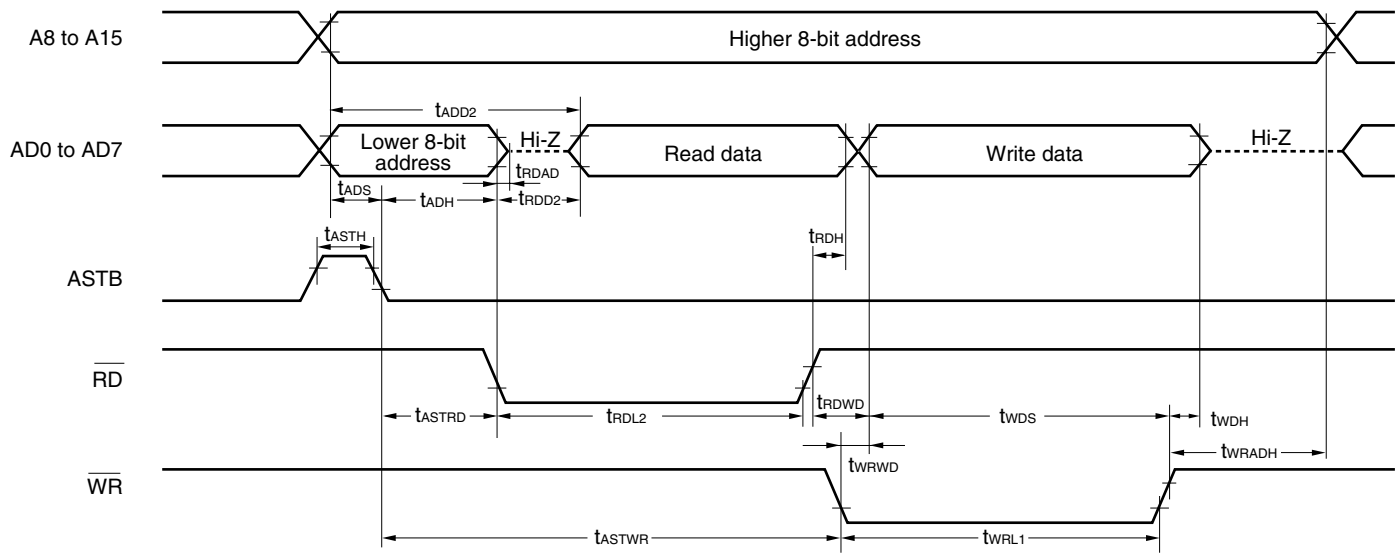 A8 to A15
Higher 8-bit address
tADD2
AD0 to AD7
Lower 8-bit
address
Hi-Z
Read data
Write data
Hi-Z
tRDAD
tADS
tADH
tRDD2
tASTH
tRDH
ASTB
RD
tASTRD
tRDL2
tRDWD
tWDS
tWDH
tWRWD
tWRADH
WR
tASTWR
tWRL1